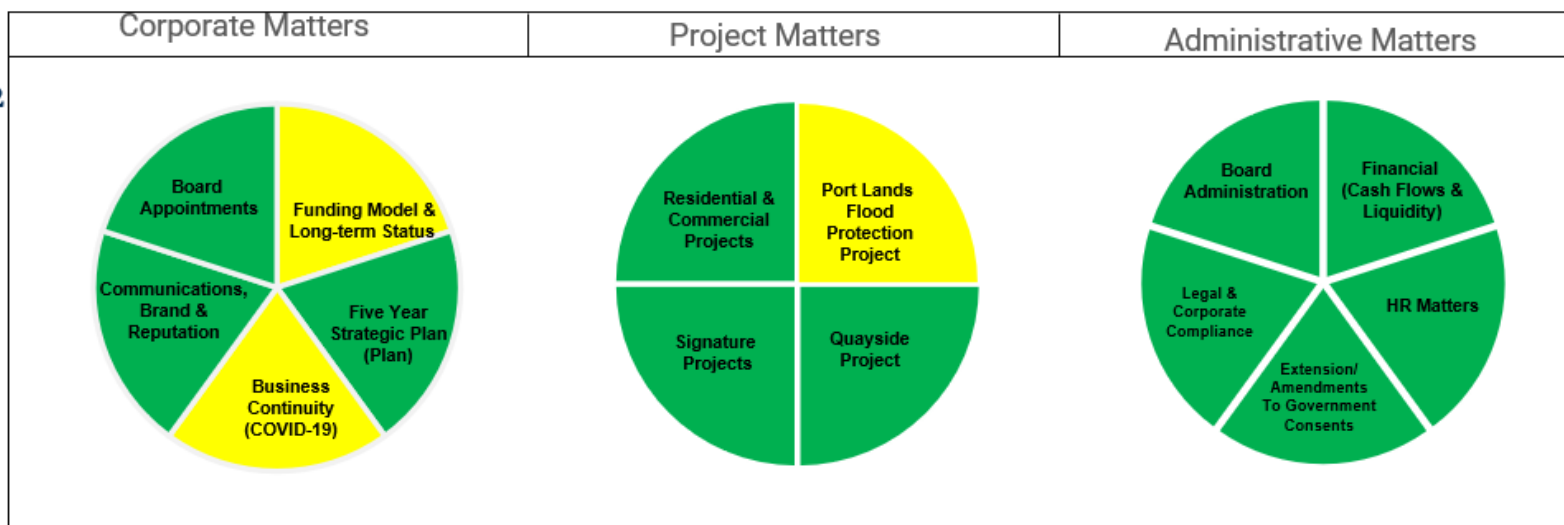 Corporate Matters
Project Matters
Administrative Matters
2
Board
Appointments
Funding Model &
Long-term Status
Communications,
Brand &
Reputation
Five Year
Strategic Plan
(Plan)
Business
Continuity
(COVID-19)
Residential &
Commercial
Projects
Port Lands
Flood
Protection
Project
Signature
Projects
Quayside
Project
Board
Administration
Financial
(Cash Flows &
Liquidity)
Legal &
Corporate
Compliance
HR Matters
Extension/
Amendments
To Government
Consents